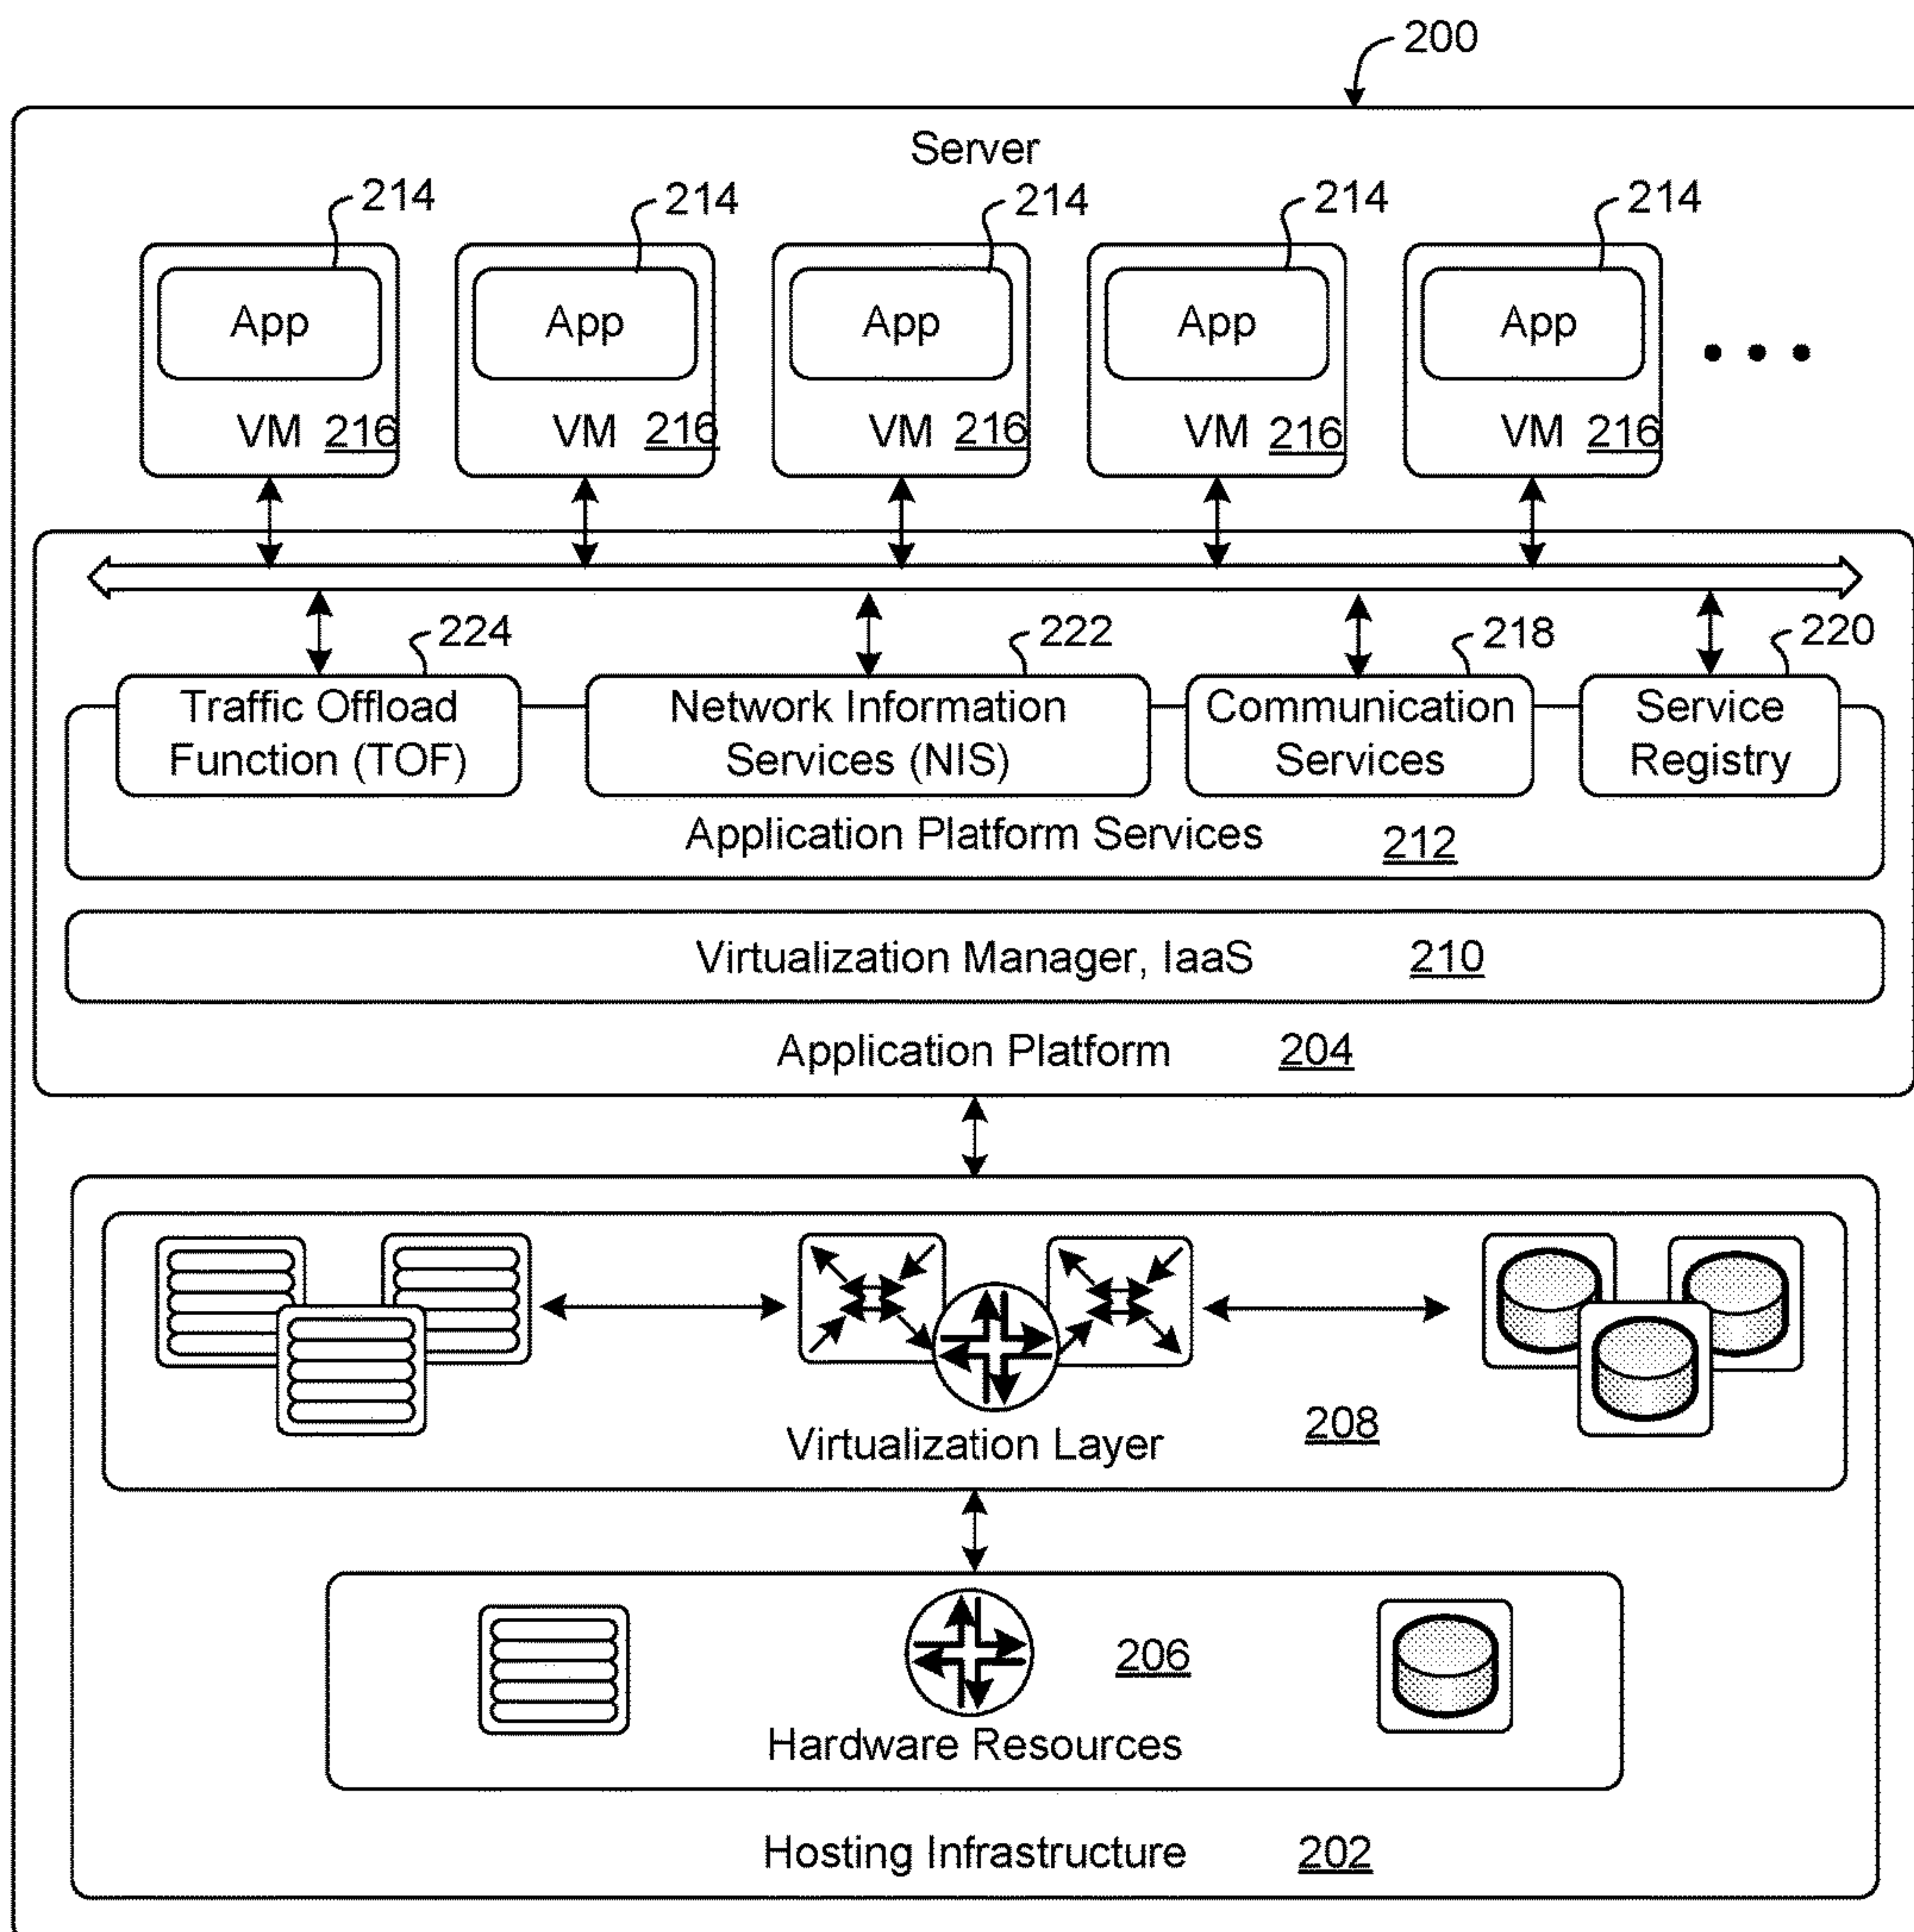 200
Server
214 214 214 214 214
App App App App App
VM 216 VM 216 VM 216 VM 216 VM 216
224 222 218 220
Traffic Offload
Function (TOF)
Network Information
Services (NIS)
Communication
Services
Service
Registry
Application Platform Services 212
Virtualization Manager, IaaS 210
Application Platform 204
Virtualization Layer 208
206
Hardware Resources
Hosting Infrastructure 202